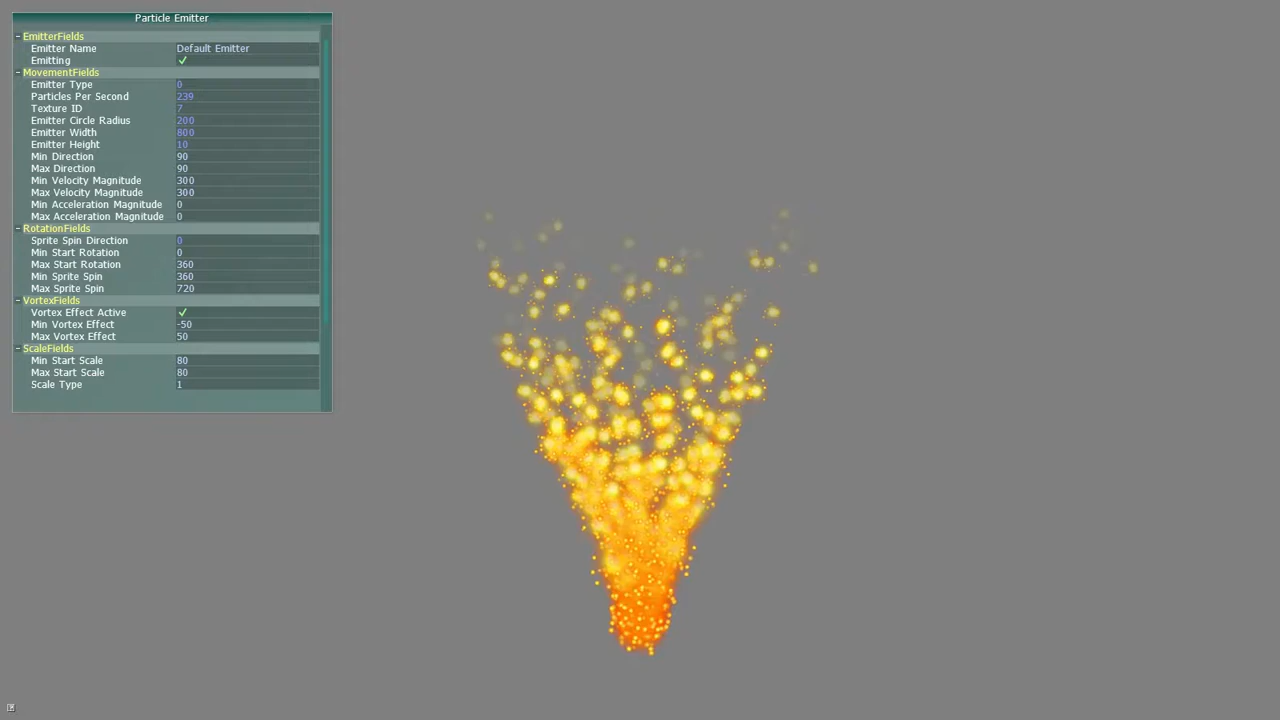 Particle Emitter
EmitterFields
Emitter Name Default Emitter
Emitting
MovementFields
Emitter Type 0
Particles Per Second 239
Texture ID 7
Emitter Circle Radius 200
Emitter Width 800
Emitter Height 10
Min Direction 90
Max Direction 90
Min Velocity Magnitude 300
Max Velocity Magnitude 300
Min Acceleration Magnitude 0
Max Acceleration Magnitude 0
RotationFields
Sprite Spin Direction 0
Min Start Rotation 0
Max Start Rotation 360
Min Sprite Spin 360
Max Sprite Spin 720
VortexFields
Vortex Effect Active
Min Vortex Effect -50
Max Vortex Effect 50
ScaleFields
Min Start Scale 80
Max Start Scale 80
Scale Type 1